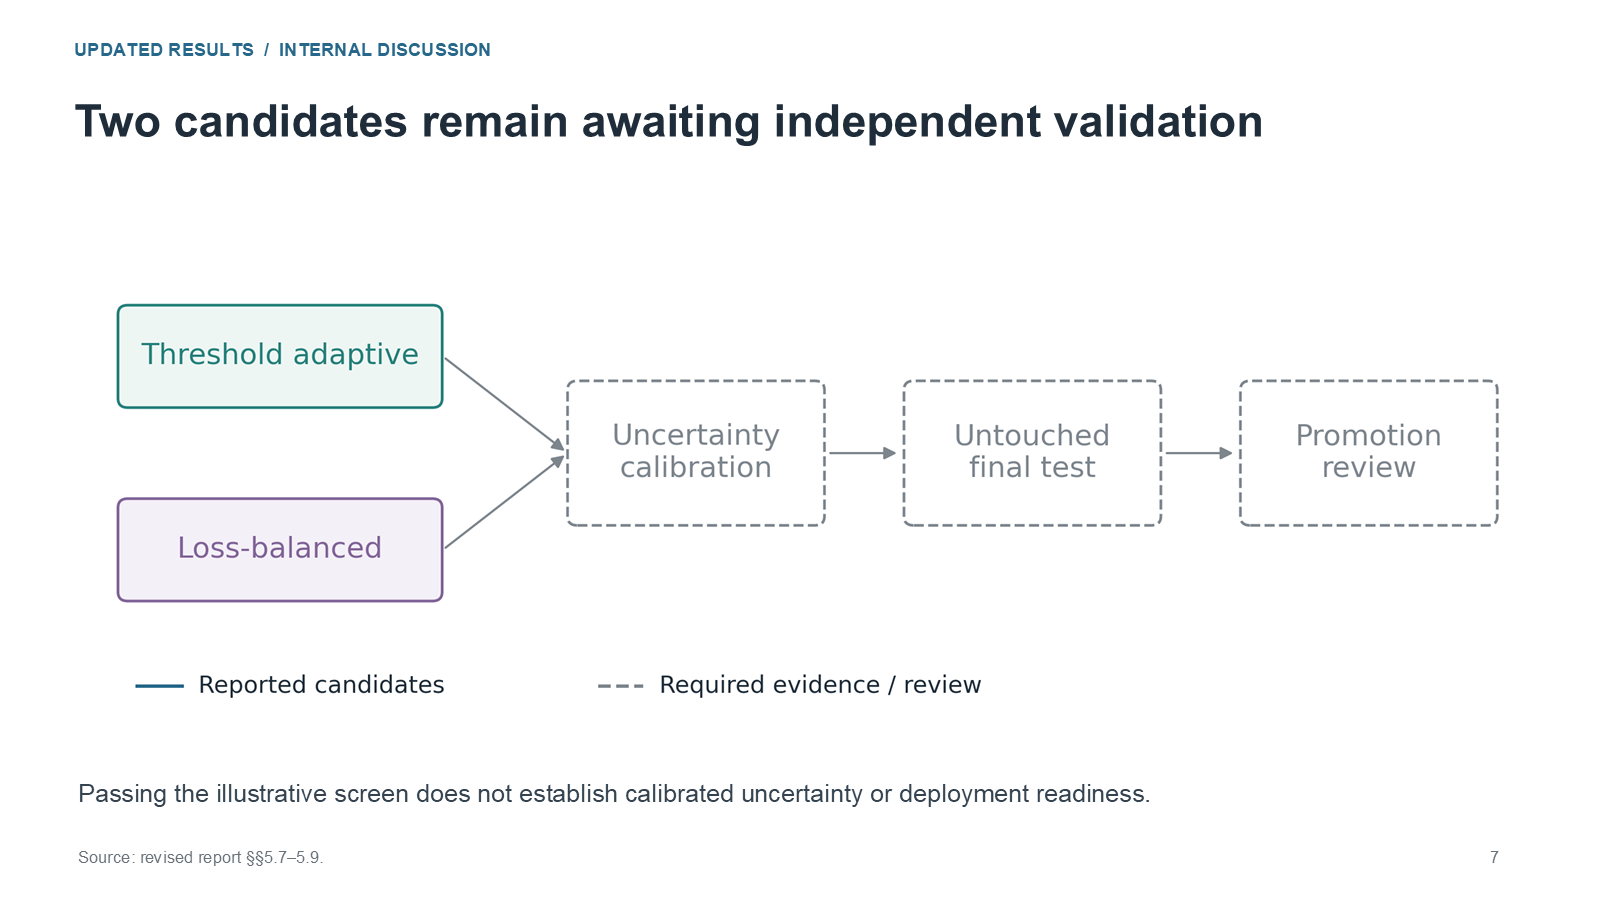 UPDATED RESULTS / INTERNAL DISCUSSION
Two candidates remain awaiting independent validation
Threshold adaptive
Loss-balanced
Uncertainty
calibration
Untouched
final test
Promotion
review
Reported candidates
Required evidence / review
Passing the illustrative screen does not establish calibrated uncertainty or deployment readiness.
Source: revised report §§5.7–5.9.
7